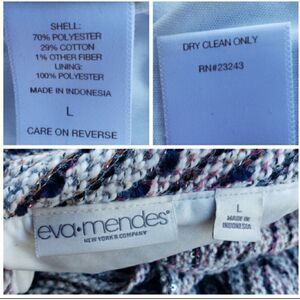 SHELL:
70% POLYESTER
29% COTTON
1% OTHER FIBER
LINING:
100% POLYESTER
MADE IN INDONESIA
L
CARE ON REVERSE
DRY CLEAN ONLY
RN#23243
eva•mendes®
NEW YORK & COMPANY
L
MADE IN
INDONESIA